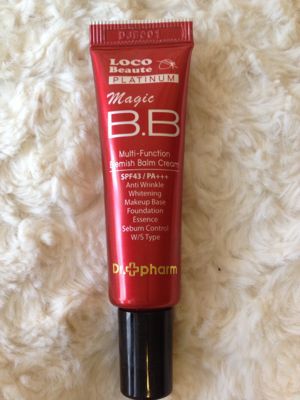 LOCO
Beauté
PLATINUM
Magic
B.B
Multi-Function
Blemish Balm Cream
SPF43 / PA+++
Anti Wrinkle
Whitening
Makeup Base
Foundation
Essence
Sebum Control
W/S Type
Dr.+pharm